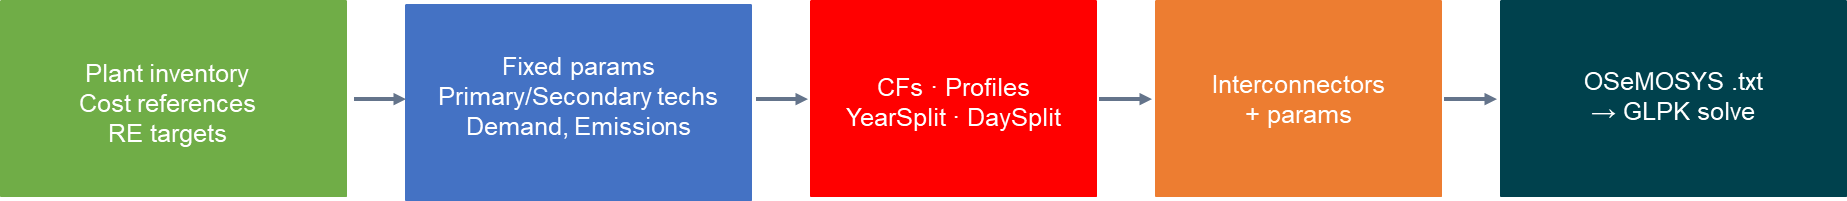 Plant inventory
Cost references
RE targets
Fixed params
Primary/Secondary techs
Demand, Emissions
CFs · Profiles
YearSplit · DaySplit
Interconnectors
+ params
OSeMOSYS .txt
→ GLPK solve